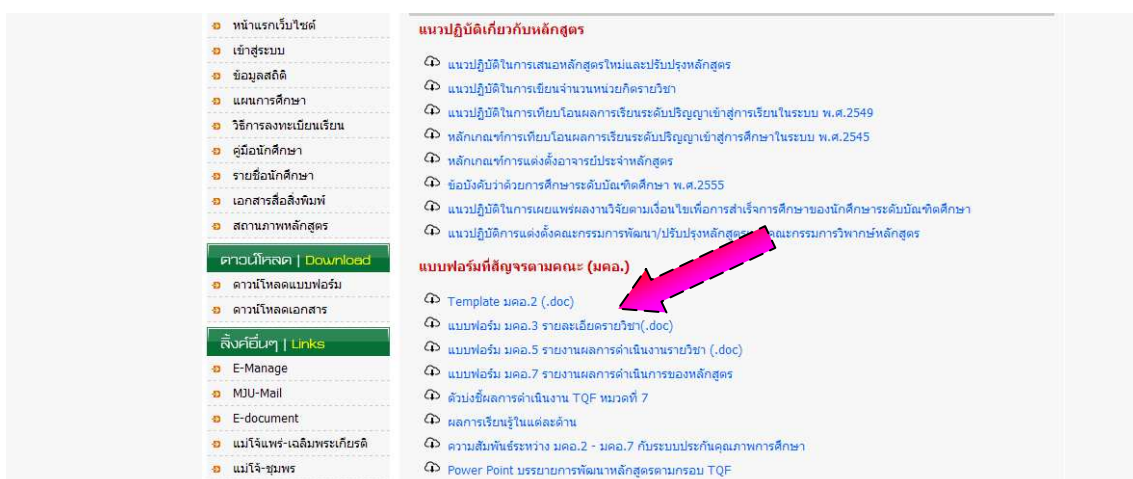 หน้าแรกเว็บไซต์
เข้าสู่ระบบ
ข้อมูลสถิติ
แผนการศึกษา
วิธีการลงทะเบียนเรียน
คู่มือนักศึกษา
รายชื่อนักศึกษา
เอกสารสื่อสิ่งพิมพ์
สถานภาพหลักสูตร
ดาวน์โหลด | Download
ดาวน์โหลดแบบฟอร์ม
ดาวน์โหลดเอกสาร
ลิ้งค์อื่นๆ | Links
E-Manage
MJU-Mail
E-document
แม่โจ้แพร่-เฉลิมพระเกียรติ
แม่โจ้-ชุมพร
แนวปฏิบัติเกี่ยวกับหลักสูตร
แนวปฏิบัติในการเสนอหลักสูตรใหม่และปรับปรุงหลักสูตร
แนวปฏิบัติในการเขียนจำนวนหน่วยกิตรายวิชา
แนวปฏิบัติในการเทียบโอนผลการเรียนระดับปริญญาเข้าสู่การเรียนในระบบ พ.ศ.2549
หลักเกณฑ์การเทียบโอนผลการเรียนระดับปริญญาเข้าสู่การศึกษาในระบบ พ.ศ.2545
หลักเกณฑ์การแต่งตั้งอาจารย์ประจำหลักสูตร
ข้อบังคับว่าด้วยการศึกษาระดับบัณฑิตศึกษา พ.ศ.2555
แนวปฏิบัติในการเผยแพร่ผลงานวิจัยตามเงื่อนไขเพื่อการสำเร็จการศึกษาของนักศึกษาระดับบัณฑิตศึกษา
แนวปฏิบัติการแต่งตั้งคณะกรรมการพัฒนา/ปรับปรุงหลักสูตร คณะกรรมการวิพากษ์หลักสูตร
แบบฟอร์มที่สัญจรตามคณะ (มคอ.)
Template มคอ.2 (.doc)
แบบฟอร์ม มคอ.3 รายละเอียดรายวิชา(.doc)
แบบฟอร์ม มคอ.5 รายงานผลการดำเนินงานรายวิชา (.doc)
แบบฟอร์ม มคอ.7 รายงานผลการดำเนินการของหลักสูตร
ตัวบ่งชี้ผลการดำเนินงาน TQF หมวดที่ 7
ผลการเรียนรู้ในแต่ละด้าน
ความสัมพันธ์ระหว่าง มคอ.2 - มคอ.7 กับระบบประกันคุณภาพการศึกษา
Power Point บรรยายการพัฒนาหลักสูตรตามกรอบ TQF